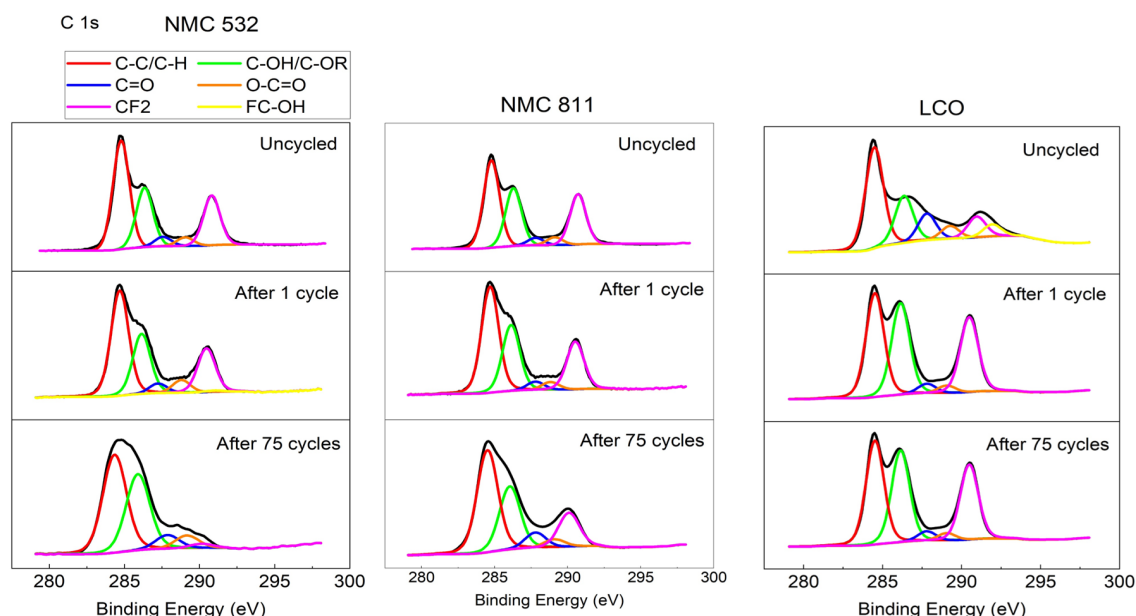 C 1s NMC 532
C-C/C-H C-OH/C-OR
C=O O-C=O
CF2 FC-OH
NMC 811
LCO
Uncycled
Uncycled
Uncycled
After 1 cycle
After 1 cycle
After 1 cycle
After 75 cycles
After 75 cycles
After 75 cycles
280 285 290 295 300
280 285 290 295 300
280 285 290 295 300
Binding Energy (eV)
Binding Energy (eV)
Binding Energy (eV)